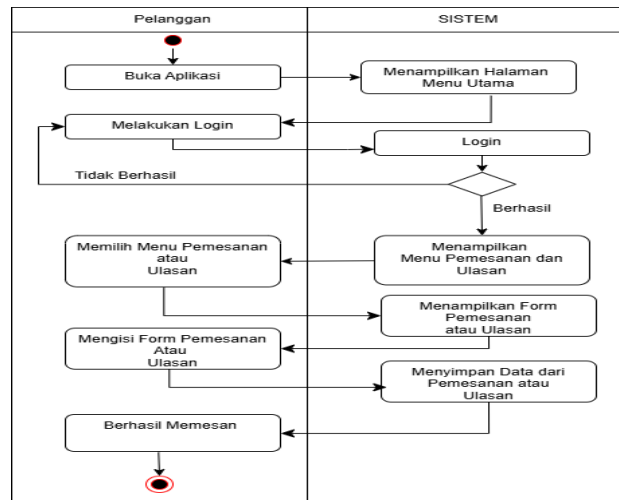 Pelanggan
SISTEM
Buka Aplikasi
Menampilkan Halaman
Menu Utama
Melakukan Login
Login
Tidak Berhasil
Berhasil
Memilih Menu Pemesanan
atau
Ulasan
Menampilkan
Menu Pemesanan dan
Ulasan
Menampilkan Form
Pemesanan
atau Ulasan
Mengisi Form Pemesanan
Atau
Ulasan
Menyimpan Data dari
Pemesanan atau
Ulasan
Berhasil Memesan